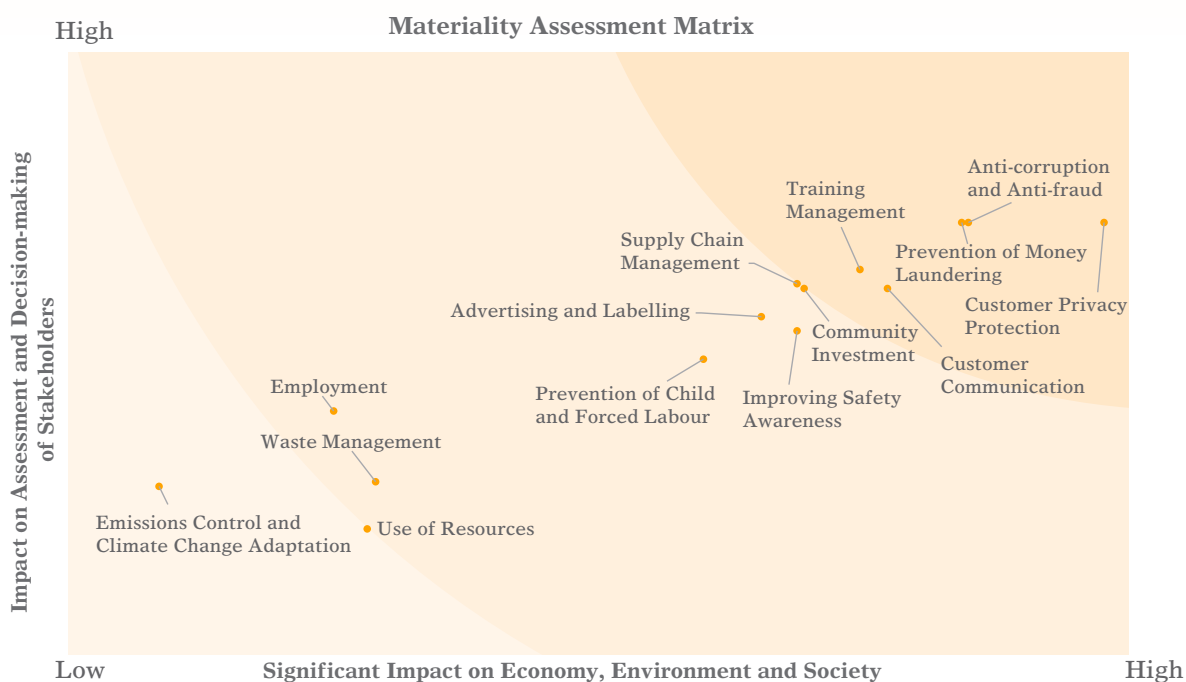 Materiality Assessment Matrix
High
Impact on Assessment and Decision-making
of Stakeholders
Anti-corruption
and Anti-fraud
Training
Management
Supply Chain
Management
Prevention of Money
Laundering
Customer Privacy
Protection
Advertising and Labelling
Community
Investment
Customer
Communication
Employment
Prevention of Child
and Forced Labour
Improving Safety
Awareness
Waste Management
Emissions Control and
Climate Change Adaptation
Use of Resources
Low
Significant Impact on Economy, Environment and Society
High